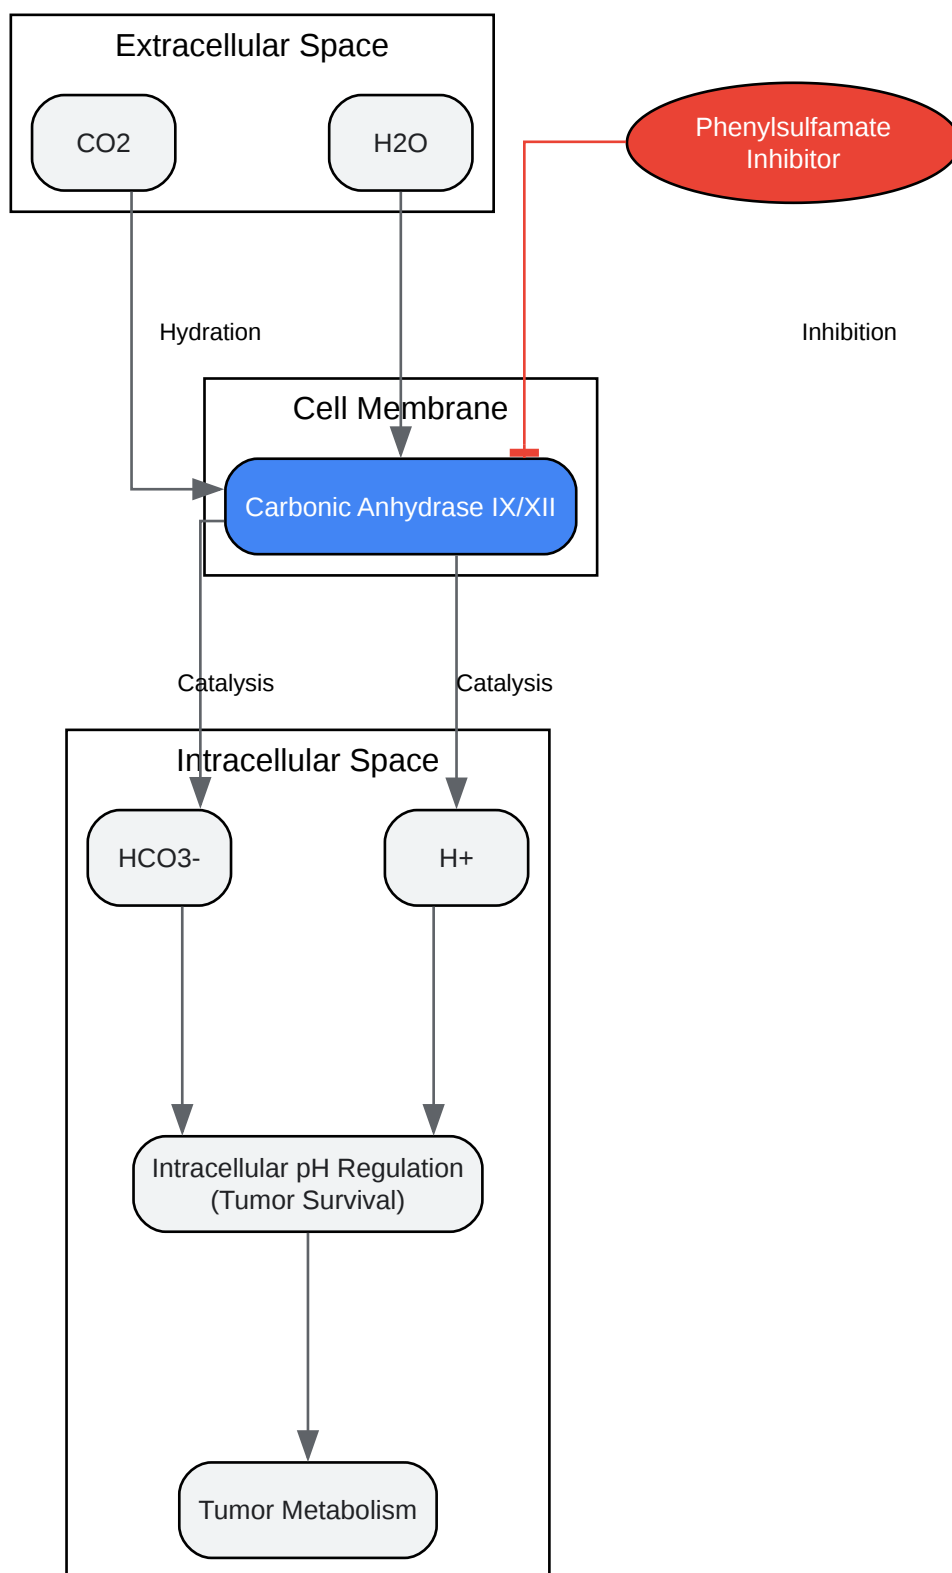 Extracellular Space
CO2
H2O
Phenylsulfamate
Inhibitor
Hydration
Inhibition
Cell Membrane
Carbonic Anhydrase IX/XII
Catalysis
Catalysis
Intracellular Space
HCO3-
H+
Intracellular pH Regulation
(Tumor Survival)
Tumor Metabolism